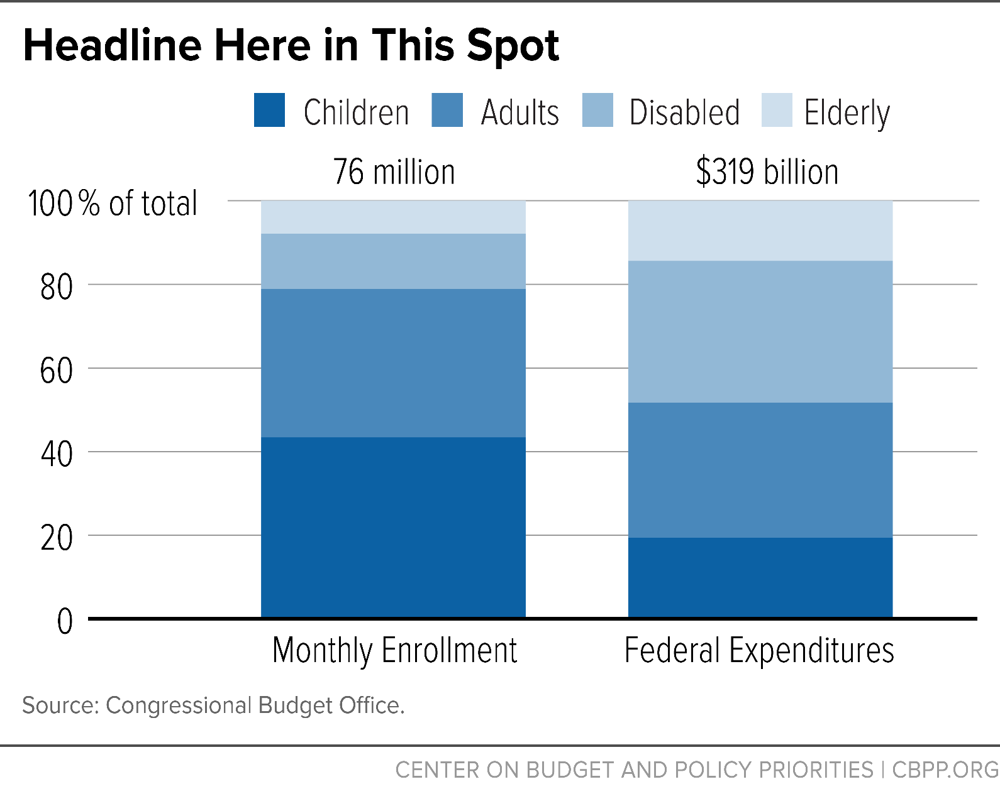 Headline Here in This Spot
Children Adults Disabled Elderly
76 million $319 billion
100% of total
80
60
40
20
0
Monthly Enrollment Federal Expenditures
Source: Congressional Budget Office.
CENTER ON BUDGET AND POLICY PRIORITIES | CBPP.ORG